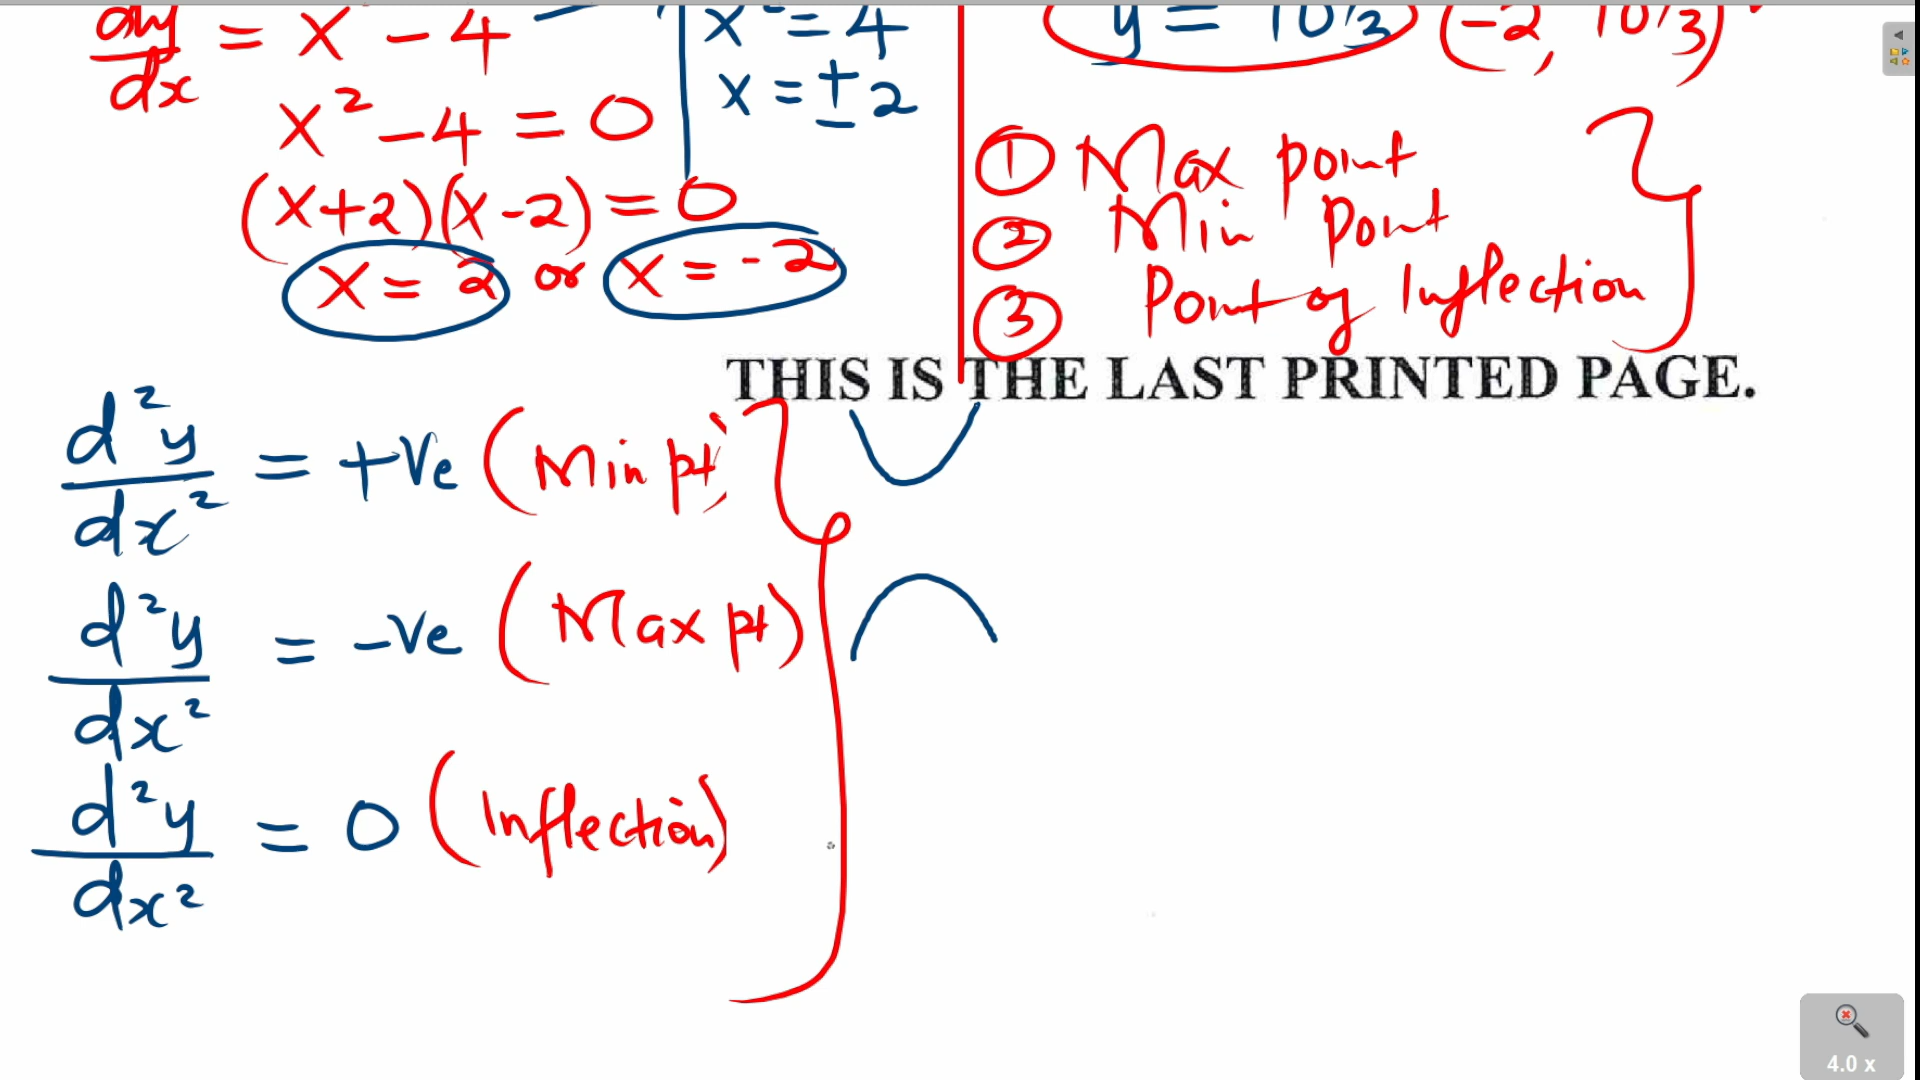 dy/dx = x² - 4
x² - 4 = 0
(x+2)(x-2) = 0
x = 2 or x = -2
x² = 4
x = ± 2
y = 10⅓ (-2, 10⅓)
① Max point
② Min Point
③ Point of Inflection
THIS IS THE LAST PRINTED PAGE.
d²y/dx² = +ve (Min pt)
d²y/dx² = -ve (Max pt)
d²y/dx² = 0 (Inflection)
4.0 x